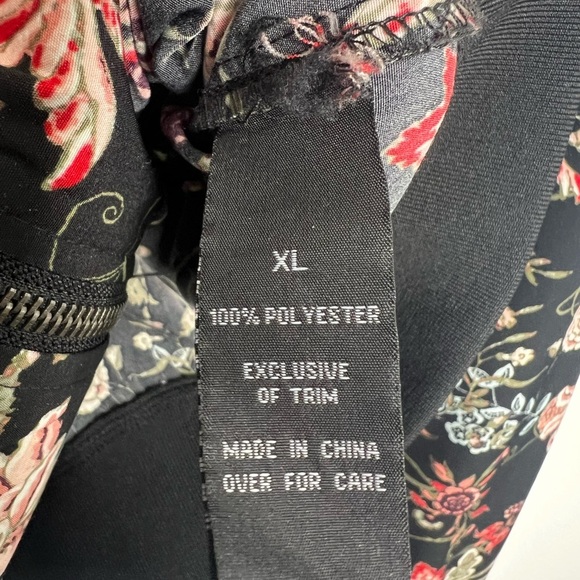 XL
100% POLYESTER
EXCLUSIVE
OF TRIM
MADE IN CHINA
OVER FOR CARE